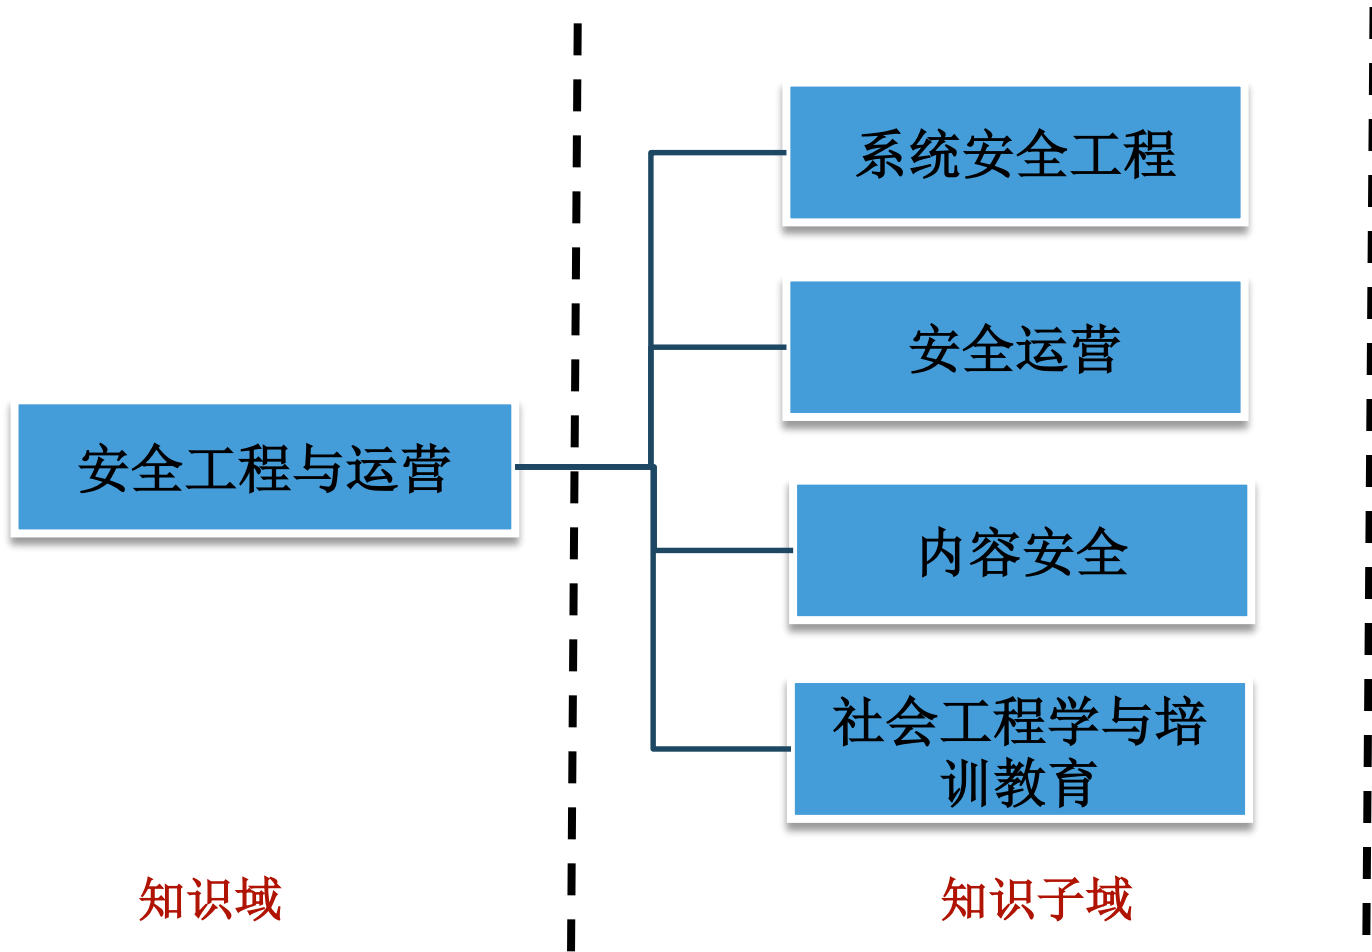 系统安全工程
安全运营
安全工程与运营
内容安全
社会工程学与培
训教育
知识域
知识子域